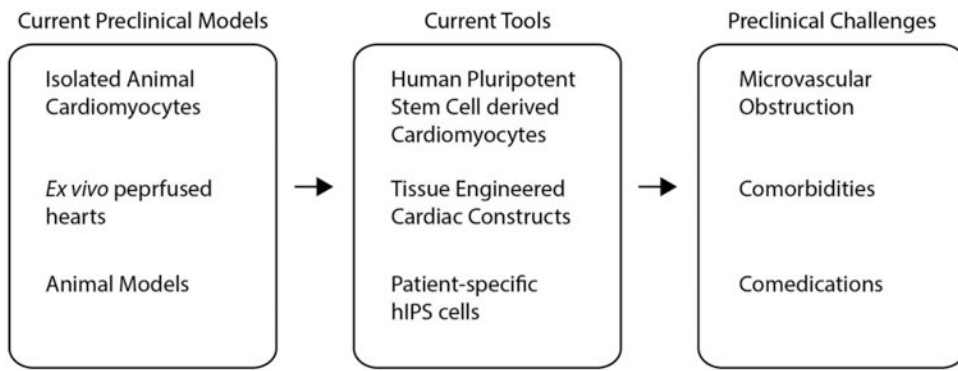 Current Preclinical Models
Isolated Animal
Cardiomyocytes
Ex vivo peprfused
hearts
Animal Models
Current Tools
Human Pluripotent
Stem Cell derived
Cardiomyocytes
Tissue Engineered
Cardiac Constructs
Patient-specific
hIPS cells
Preclinical Challenges
Microvascular
Obstruction
Comorbidities
Comedications